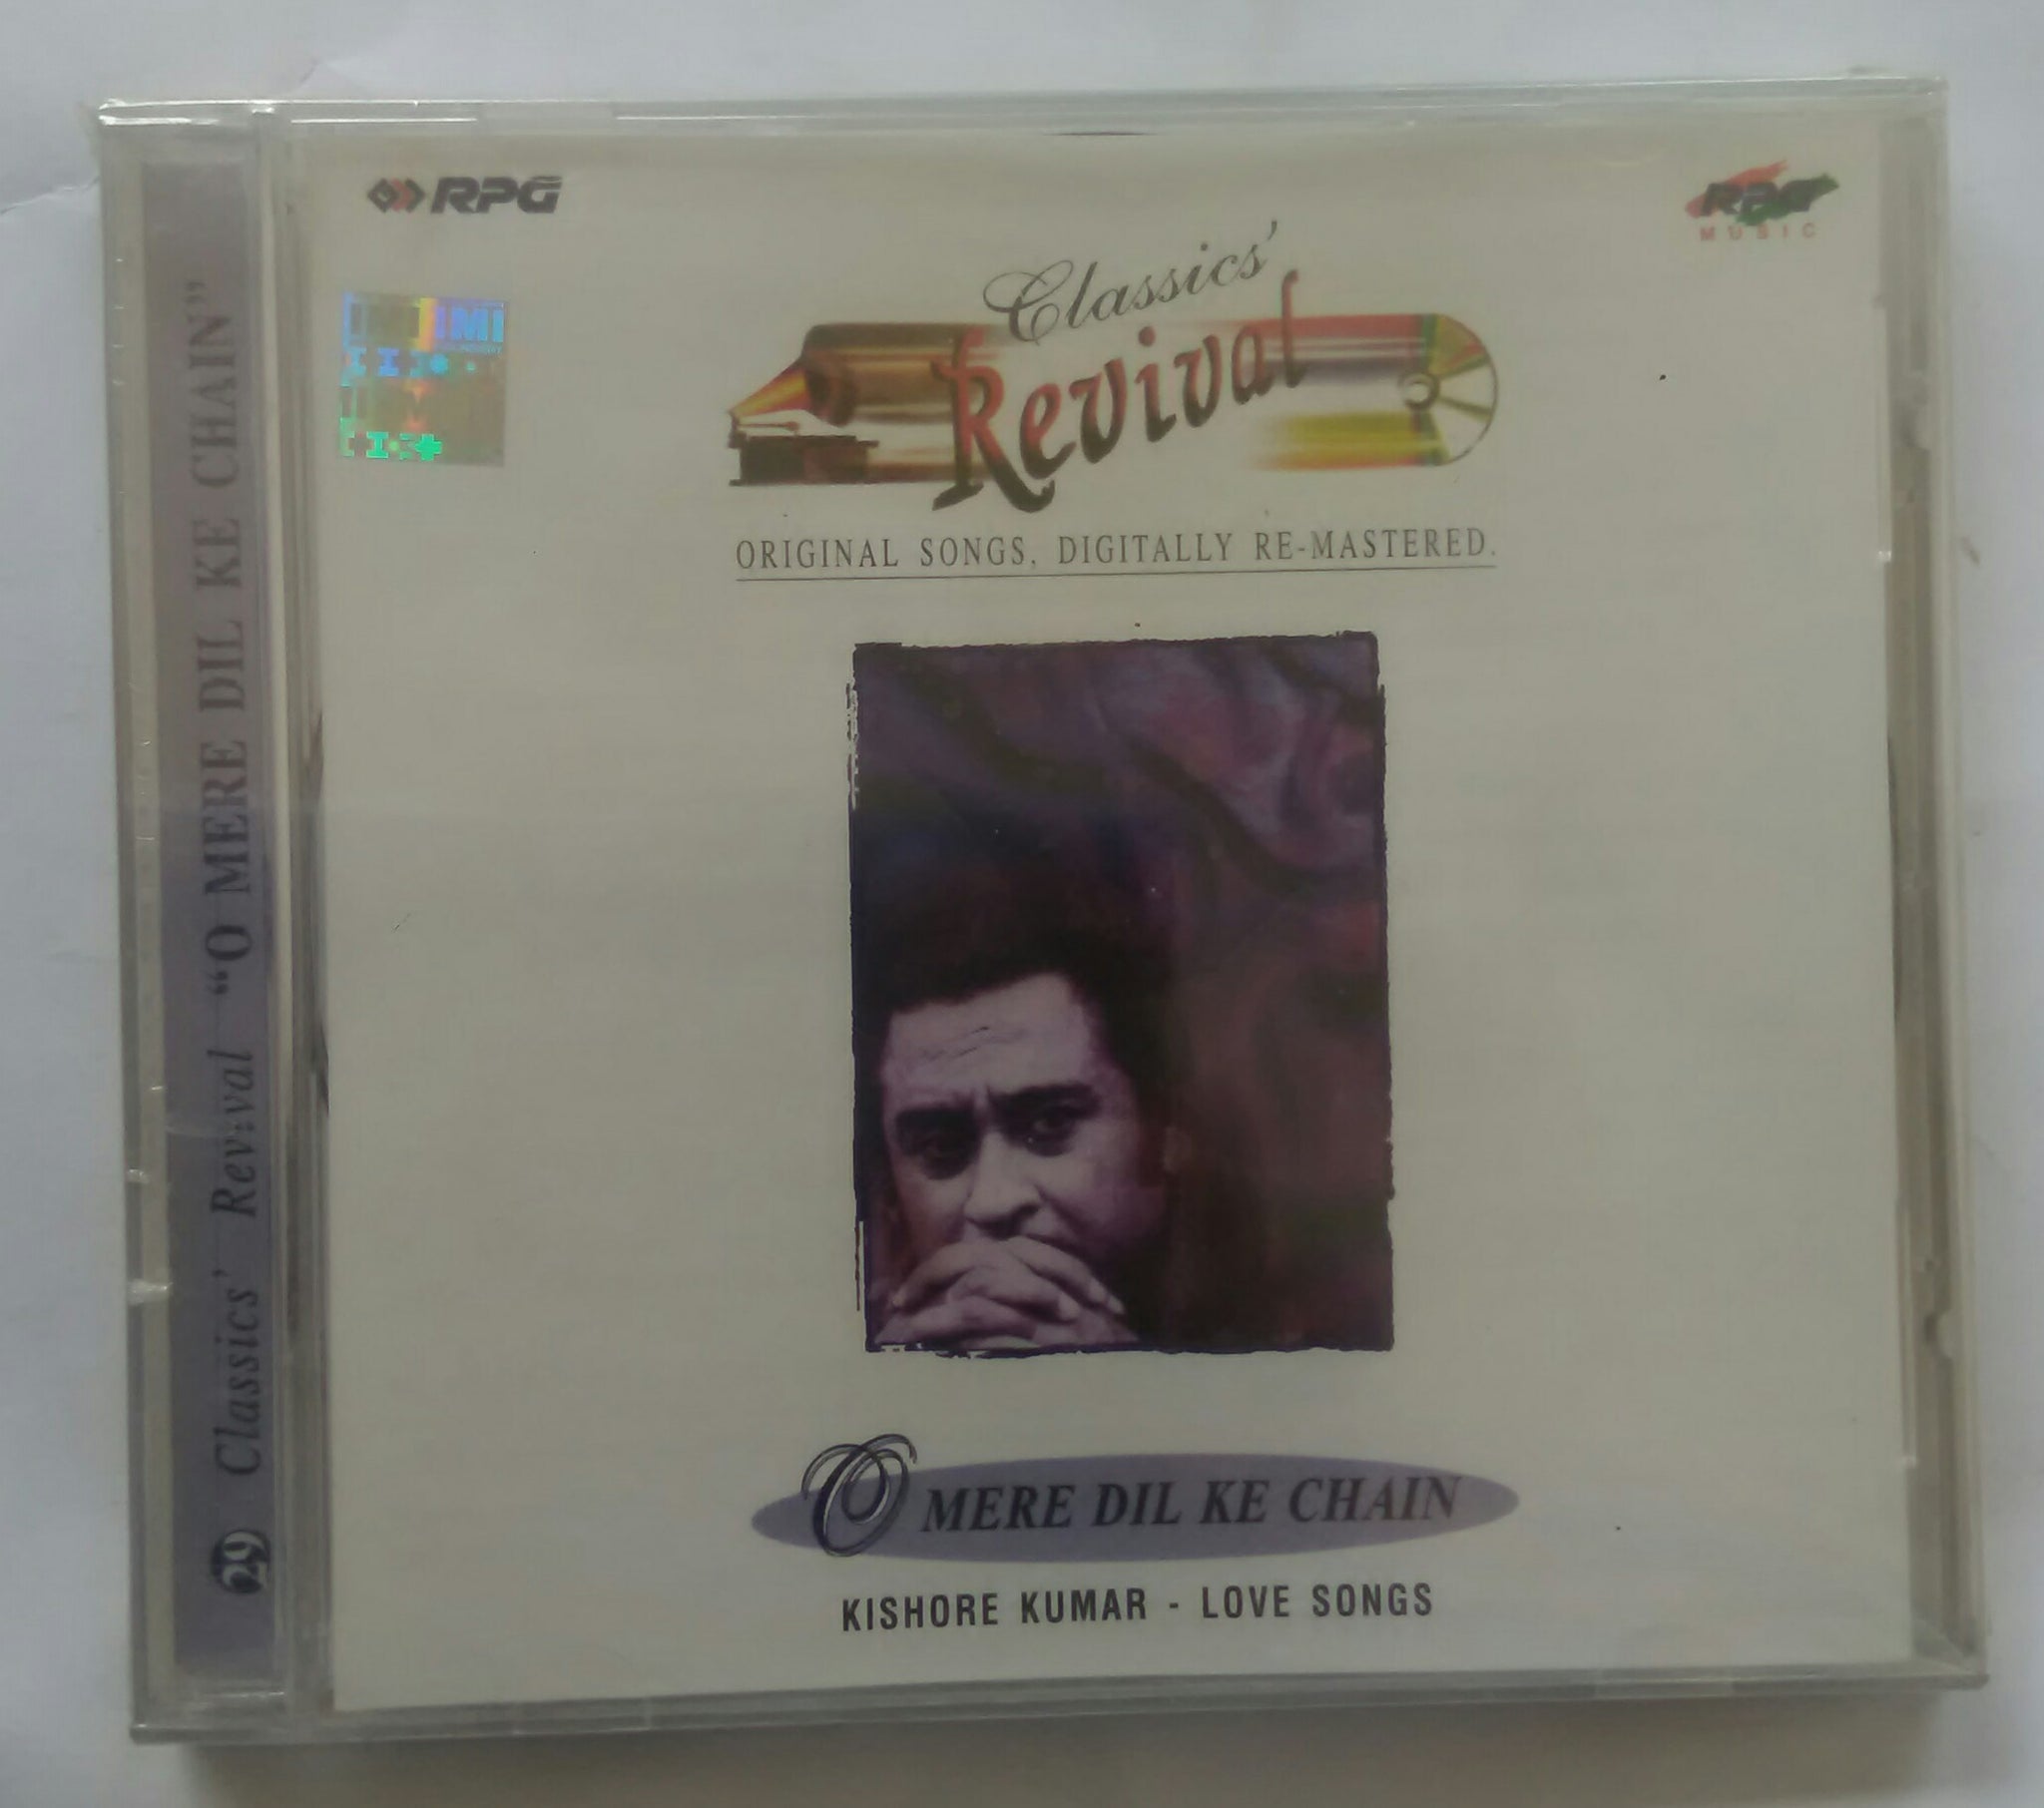 RPG
RPG
MUSIC
IMI
Classics'
Revival
ORIGINAL SONGS, DIGITALLY RE-MASTERED.
O MERE DIL KE CHAIN
KISHORE KUMAR - LOVE SONGS
29 Classics' Revival “O MERE DIL KE CHAIN”